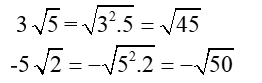 3√5 = √3².5 = √45
-5√2 = −√5².2 = −√50